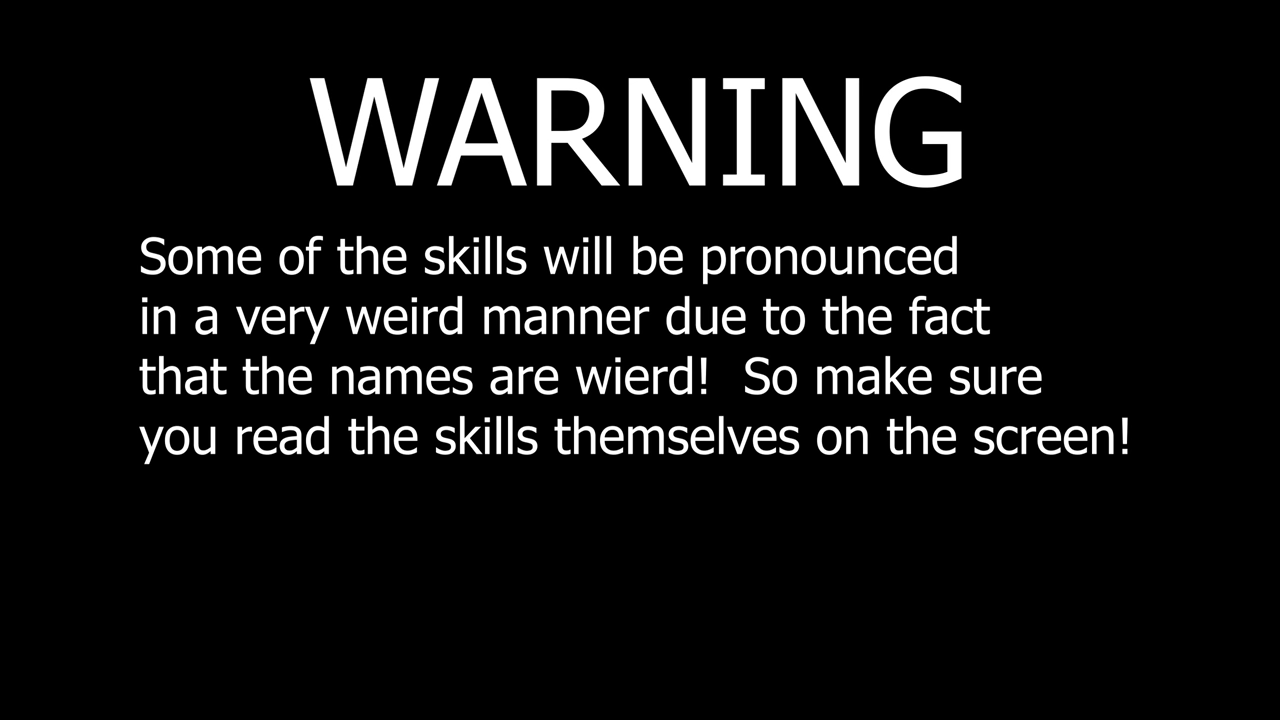 WARNING
Some of the skills will be pronounced
in a very weird manner due to the fact
that the names are wierd!  So make sure
you read the skills themselves on the screen!